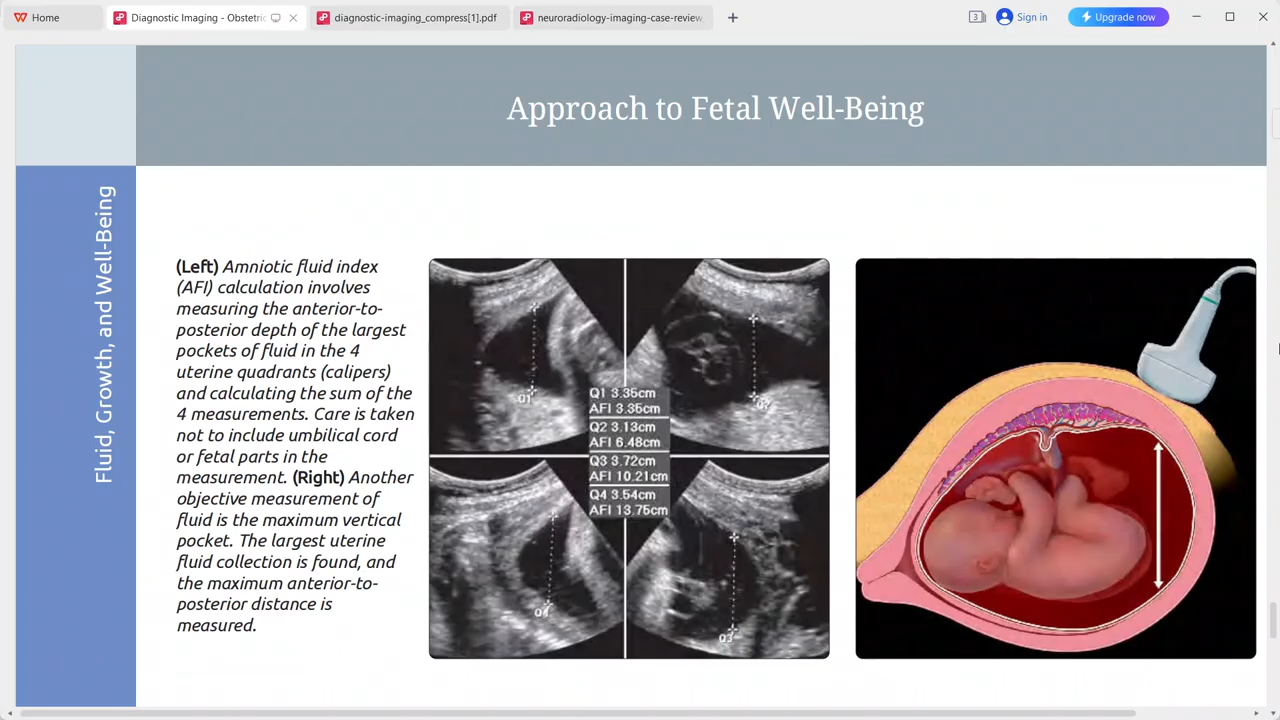 Home
Diagnostic Imaging - Obstetric
diagnostic-imaging_compress[1].pdf
neuroradiology-imaging-case-review
3
Sign in
Upgrade now
Approach to Fetal Well-Being
Fluid, Growth, and Well-Being
(Left) Amniotic fluid index
(AFI) calculation involves
measuring the anterior-to-
posterior depth of the largest
pockets of fluid in the 4
uterine quadrants (calipers)
and calculating the sum of the
4 measurements. Care is taken
not to include umbilical cord
or fetal parts in the
measurement. (Right) Another
objective measurement of
fluid is the maximum vertical
pocket. The largest uterine
fluid collection is found, and
the maximum anterior-to-
posterior distance is
measured.
Q1
Q2
Q1 3.35cm
AFI 3.35cm
Q2 3.13cm
AFI 6.48cm
Q3 3.72cm
AFI 10.21cm
Q4 3.54cm
AFI 13.75cm
Q4
Q3